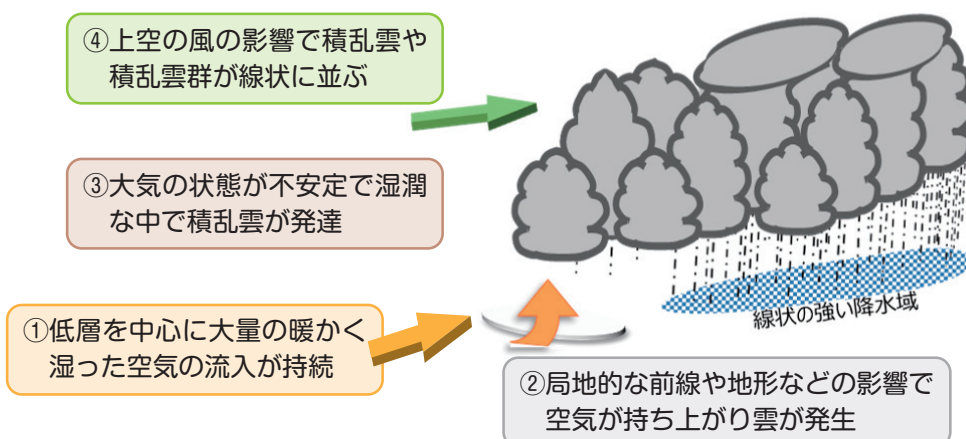 ④上空の風の影響で積乱雲や
積乱雲群が線状に並ぶ
③大気の状態が不安定で湿潤
な中で積乱雲が発達
①低層を中心に大量の暖かく
湿った空気の流入が持続
線状の強い降水域
②局地的な前線や地形などの影響で
空気が持ち上がり雲が発生